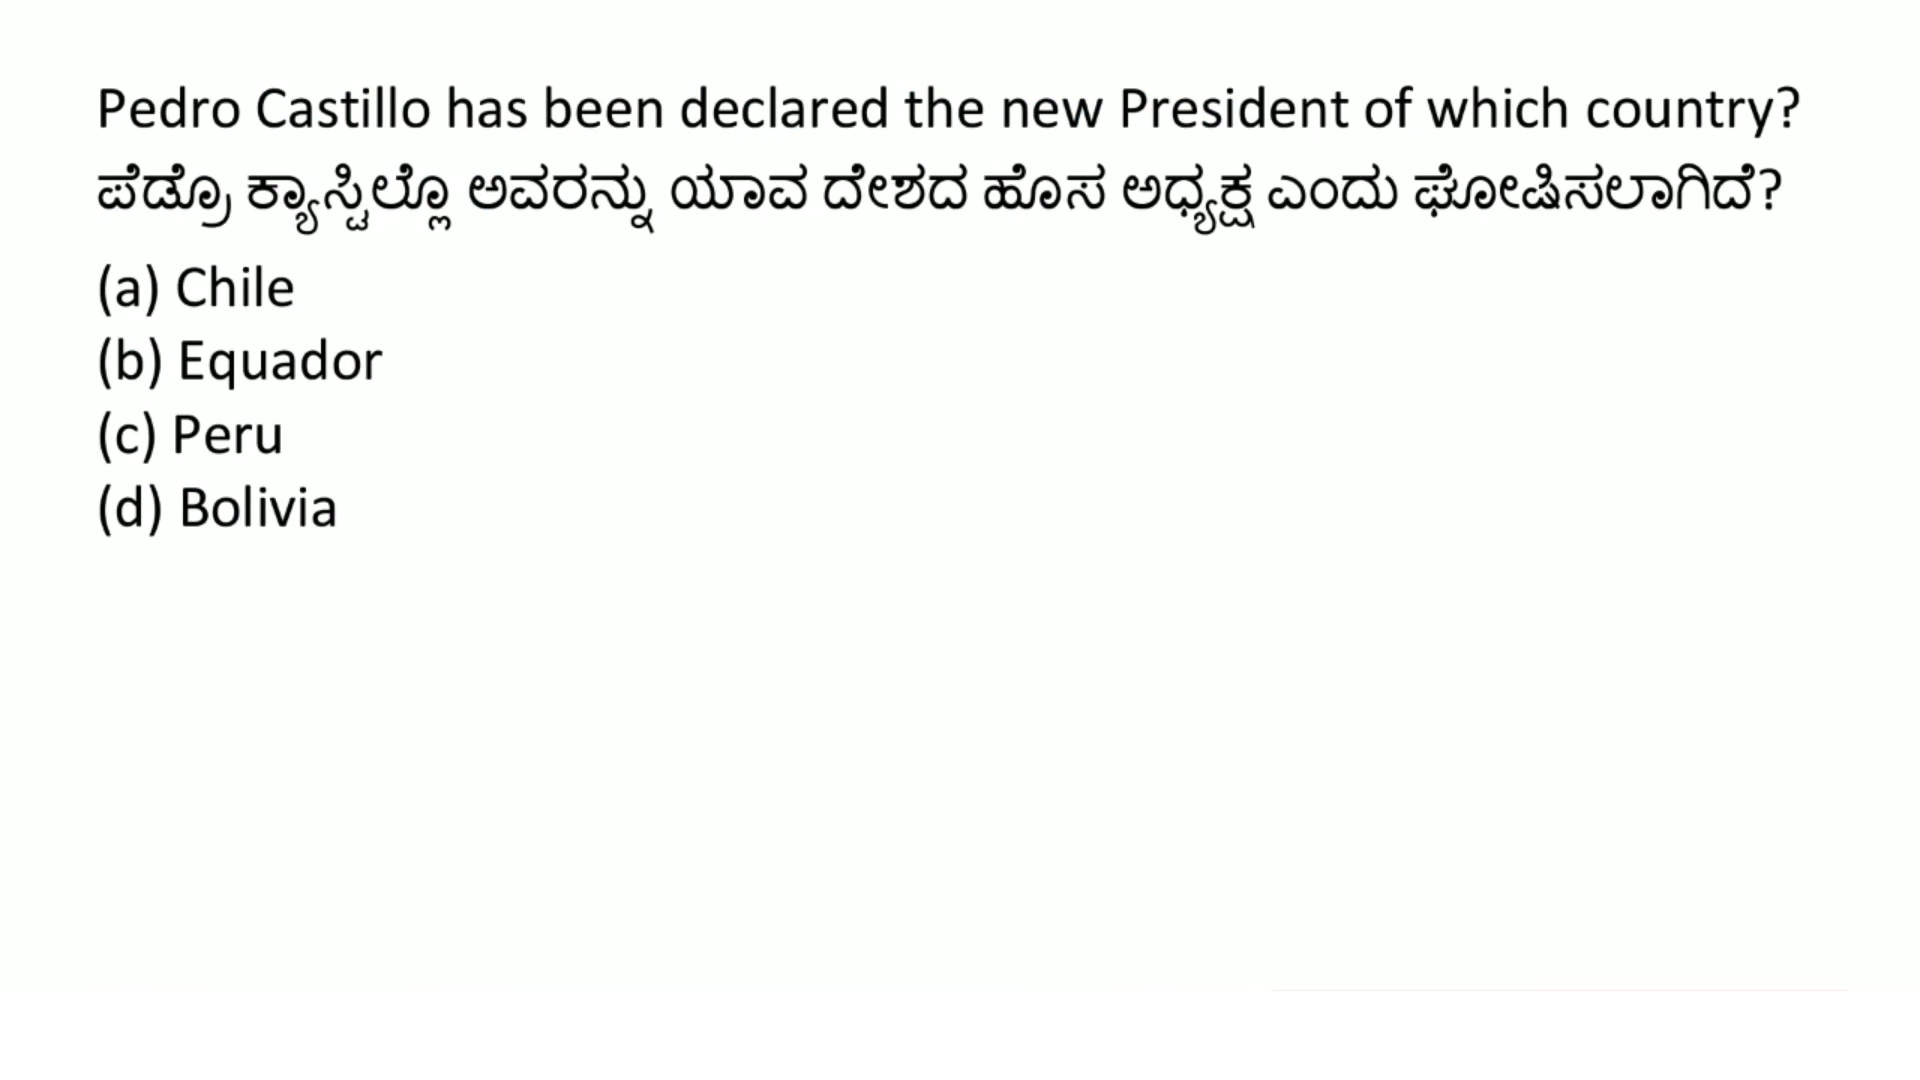 Pedro Castillo has been declared the new President of which country?
ಪೆಡ್ರೊ ಕ್ಯಾಸ್ಟಿಲ್ಲೊ ಅವರನ್ನು ಯಾವ ದೇಶದ ಹೊಸ ಅಧ್ಯಕ್ಷ ಎಂದು ಘೋಷಿಸಲಾಗಿದೆ?
(a) Chile
(b) Equador
(c) Peru
(d) Bolivia